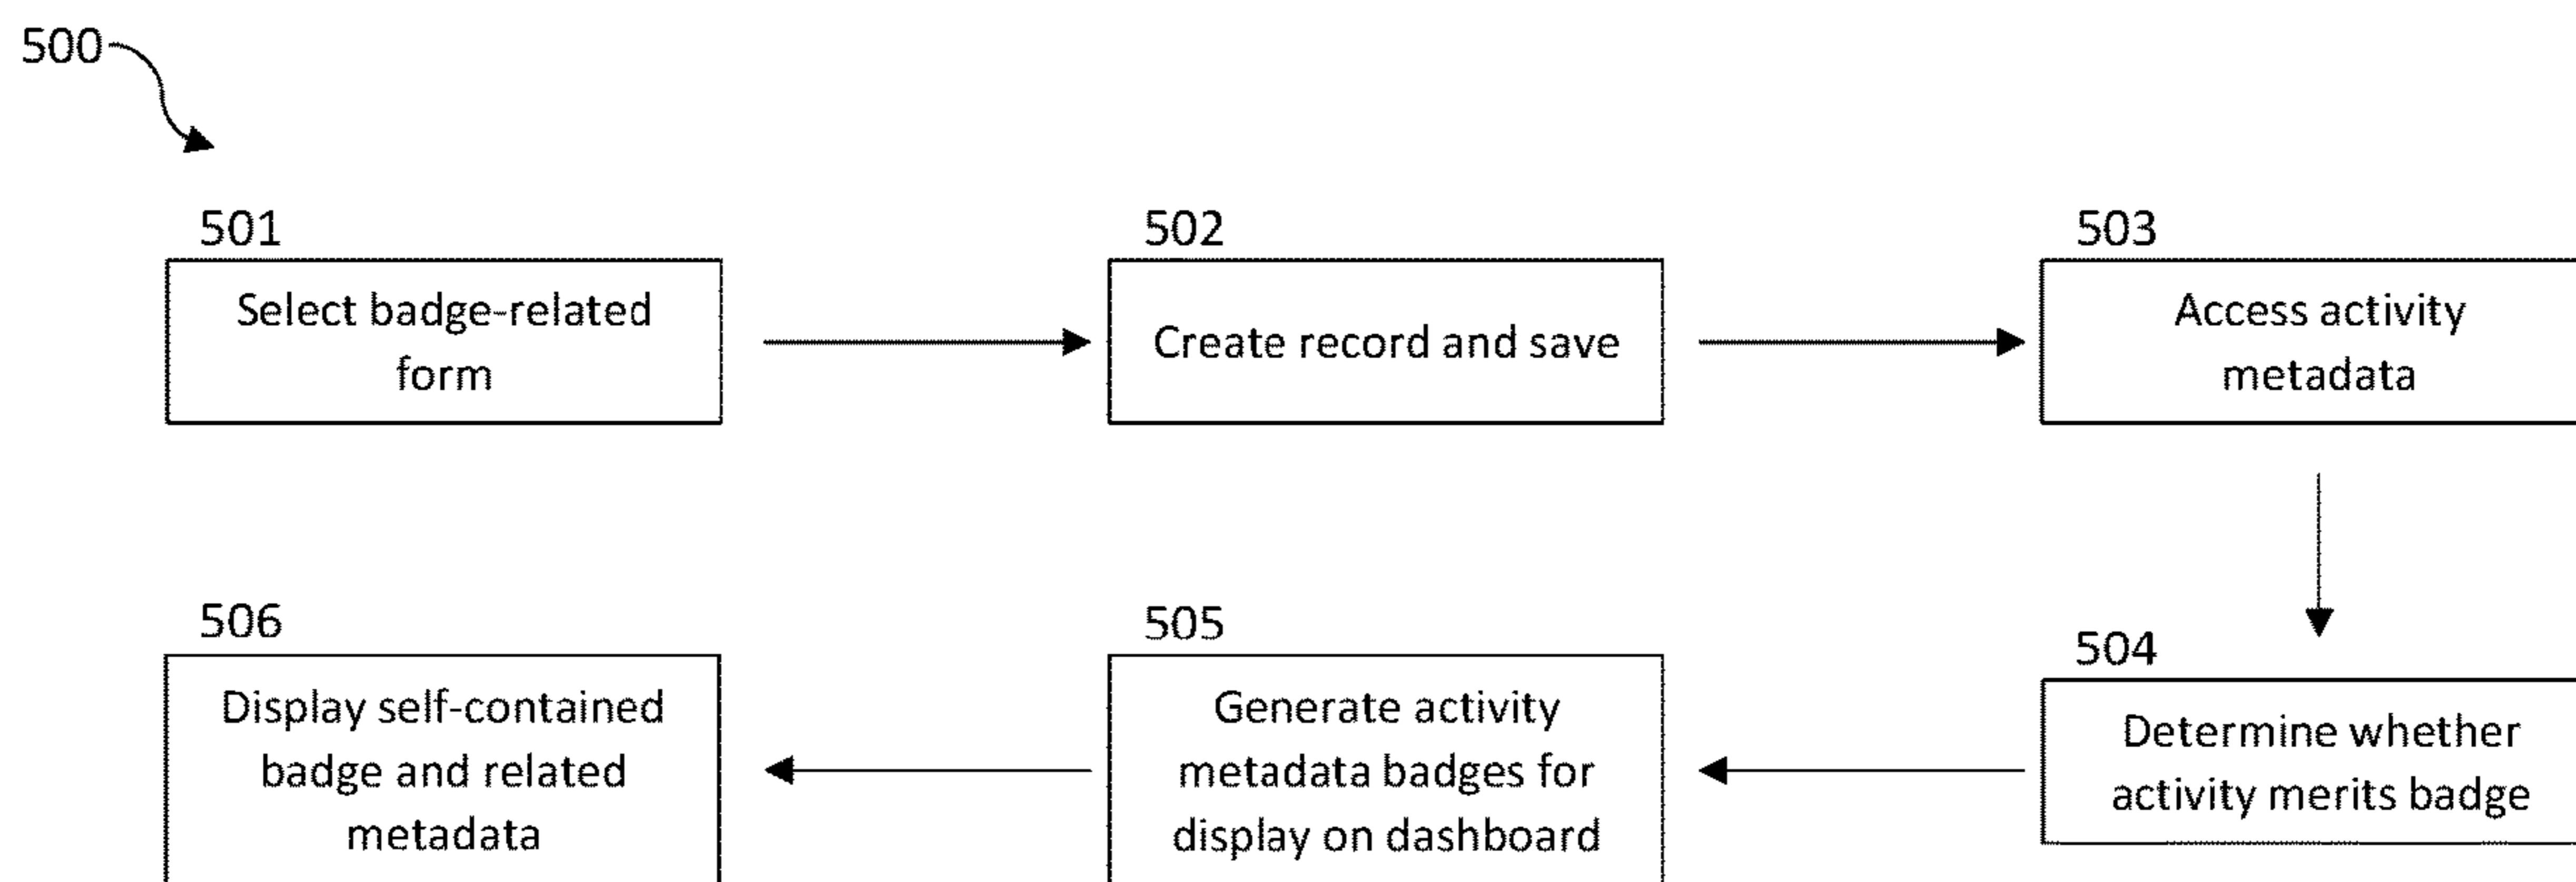 500
501
Select badge-related
form
502
Create record and save
503
Access activity
metadata
504
Determine whether
activity merits badge
505
Generate activity
metadata badges for
display on dashboard
506
Display self-contained
badge and related
metadata